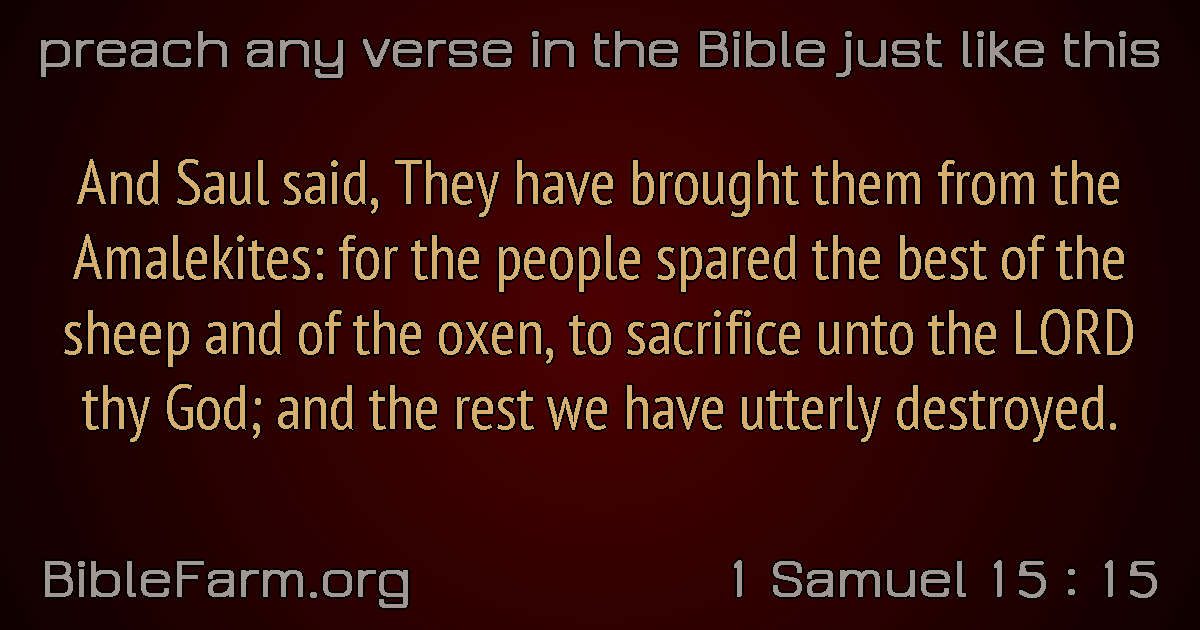 preach any verse in the Bible just like this
And Saul said, They have brought them from the
Amalekites: for the people spared the best of the
sheep and of the oxen, to sacrifice unto the LORD
thy God; and the rest we have utterly destroyed.
BibleFarm.org
1 Samuel 15 : 15